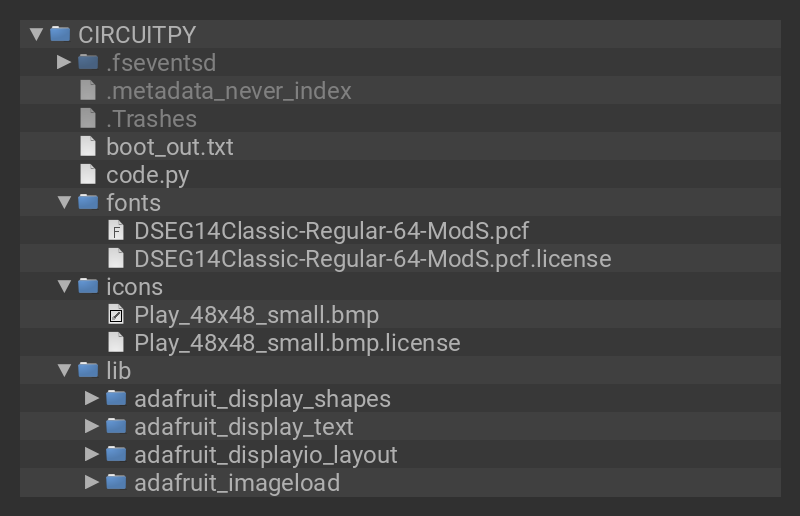 CIRCUITPY
.fseventsd
.metadata_never_index
.Trashes
boot_out.txt
code.py
fonts
DSEG14Classic-Regular-64-ModS.pcf
DSEG14Classic-Regular-64-ModS.pcf.license
icons
Play_48x48_small.bmp
Play_48x48_small.bmp.license
lib
adafruit_display_shapes
adafruit_display_text
adafruit_displayio_layout
adafruit_imageload